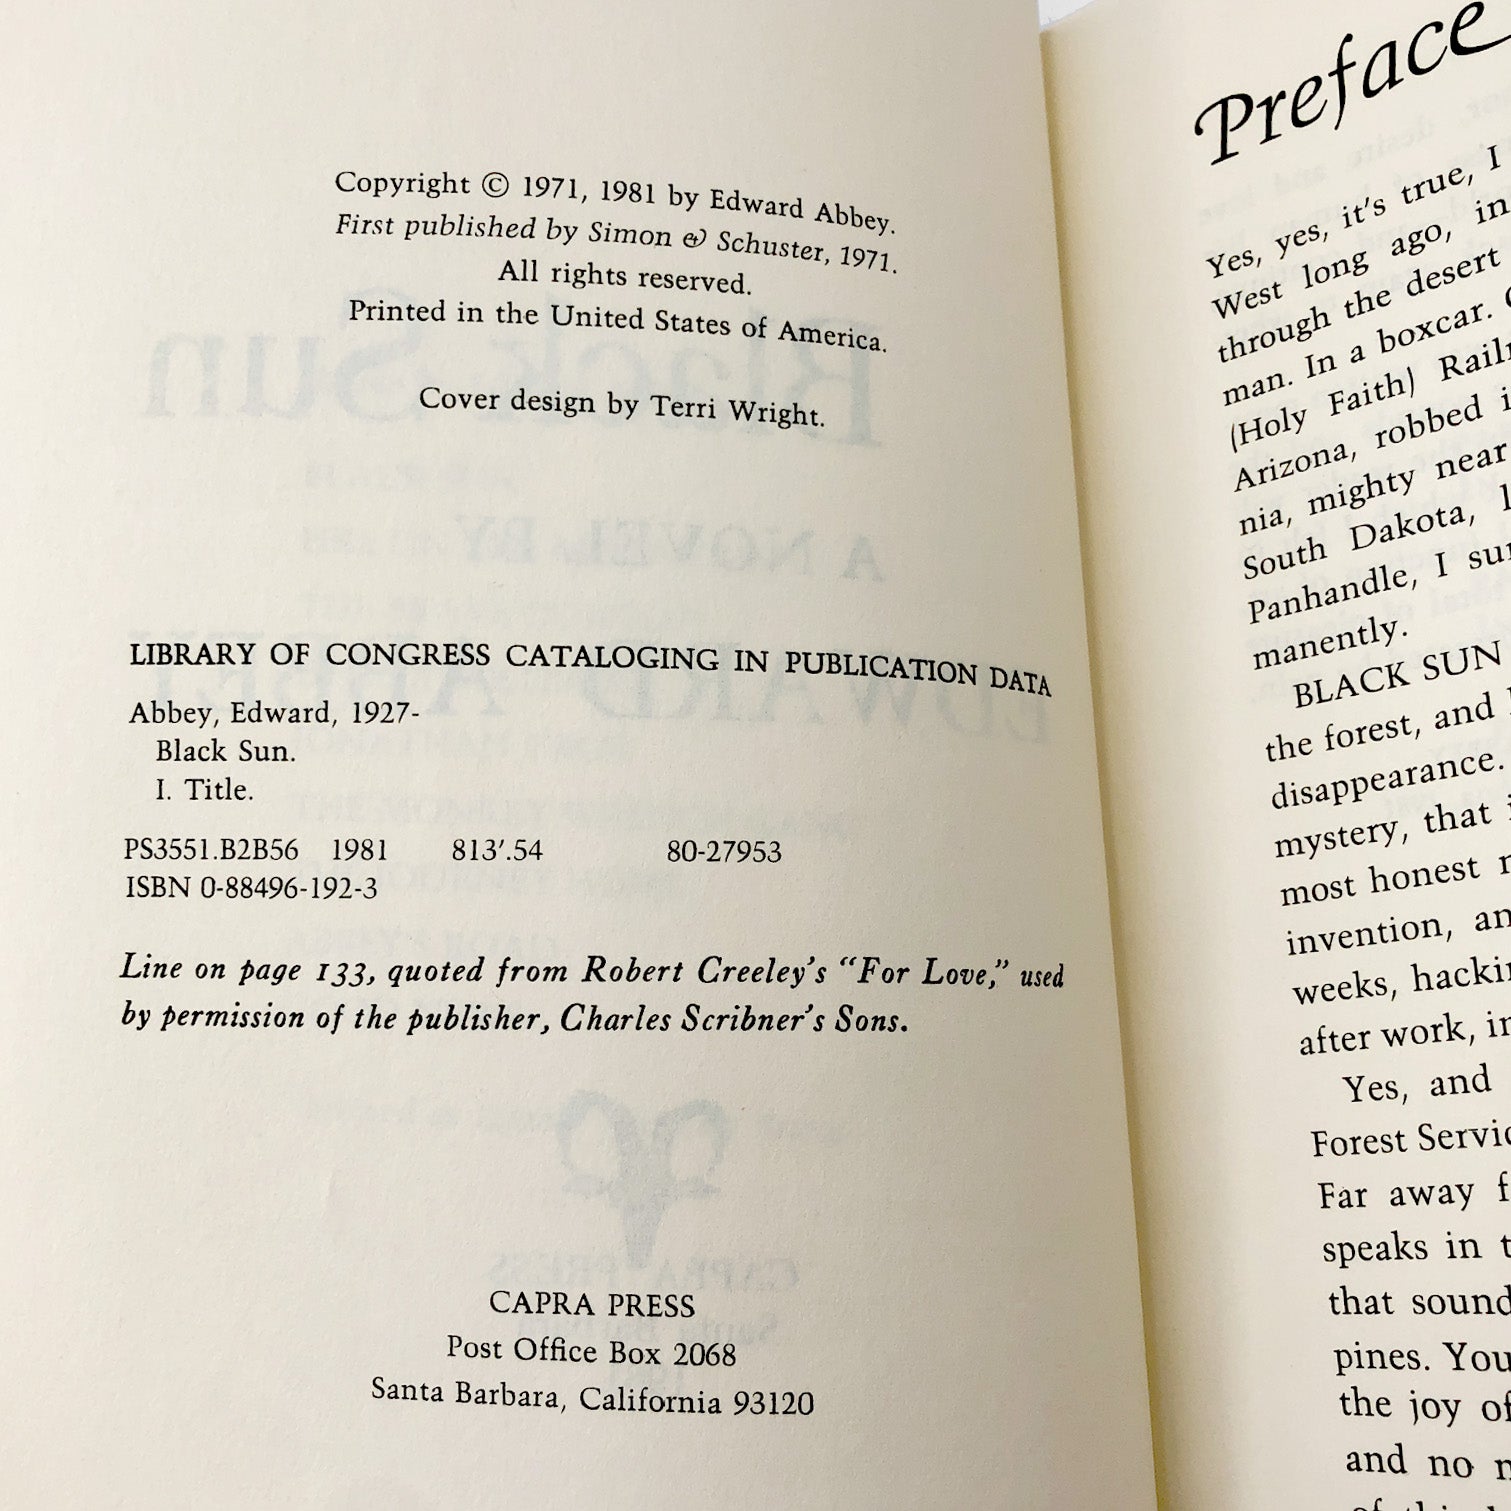 Copyright © 1971, 1981 by Edward Abbey.
First published by Simon & Schuster, 1971.
All rights reserved.
Printed in the United States of America.
Cover design by Terri Wright.
LIBRARY OF CONGRESS CATALOGING IN PUBLICATION DATA
Abbey, Edward, 1927-
Black Sun.
I. Title.
PS3551.B2B56 1981 813'.54 80-27953
ISBN 0-88496-192-3
Line on page 133, quoted from Robert Creeley's “For Love,” used
by permission of the publisher, Charles Scribner's Sons.
CAPRA PRESS
Post Office Box 2068
Santa Barbara, California 93120
Preface
Yes, yes, it's true, I
West long ago, in
through the desert
man. In a boxcar.
(Holy Faith) Railr
Arizona, robbed i
nia, mighty near
South Dakota,
Panhandle, I sur
manently.
BLACK SUN
the forest, and
disappearance.
mystery, that i
most honest
invention, an
weeks, hackin
after work, in
Yes, and
Forest Servic
Far away f
speaks in t
that sound
pines. You
the joy of
and no